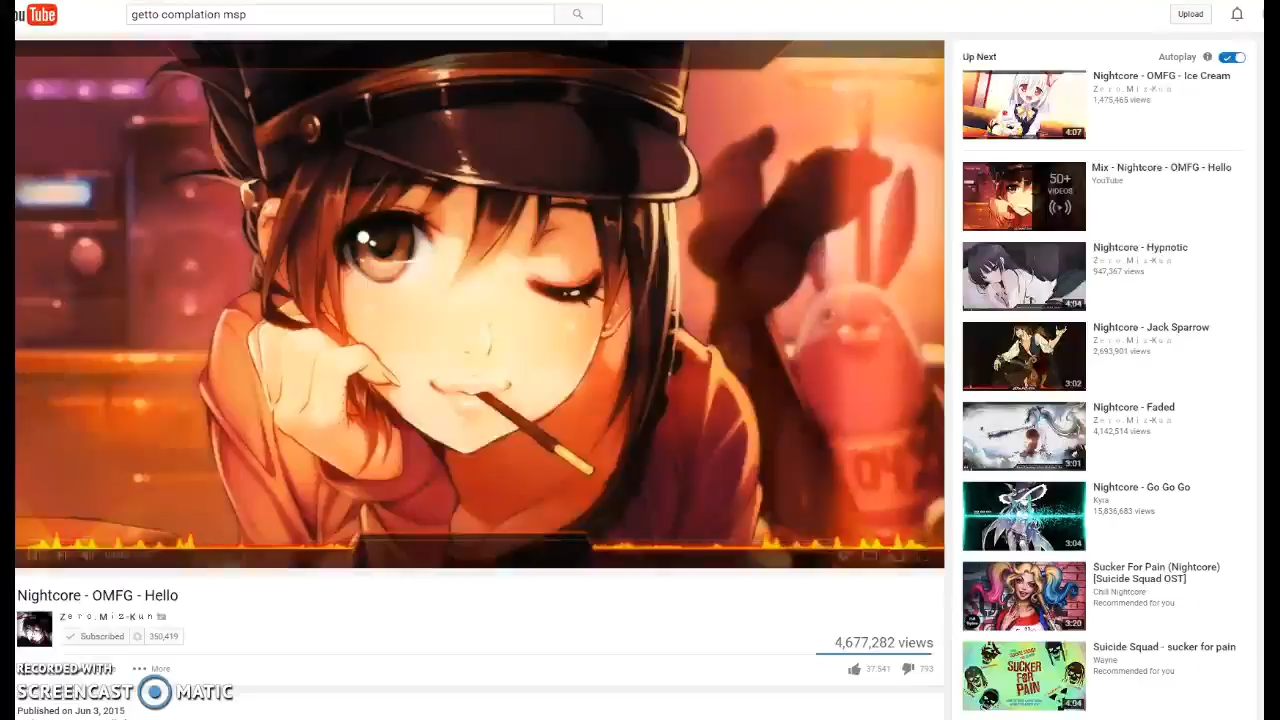 ou Tube
getto complation msp
Upload
Up Next
Autoplay
Nightcore - OMFG - Ice Cream
Z e r o . M i z -K u n
1,475,465 views
4:07
Mix - Nightcore - OMFG - Hello
YouTube
50+
VIDEOS
Nightcore - Hypnotic
Z e r o . M i z -K u n
947,367 views
4:04
Nightcore - Jack Sparrow
Z e r o . M i z -K u n
2,693,901 views
3:02
Nightcore - Faded
Z e r o . M i z -K u n
4,142,514 views
3:01
Nightcore - Go Go Go
Kyra
15,836,683 views
3:04
Sucker For Pain (Nightcore)
[Suicide Squad OST]
Chill Nightcore
Recommended for you
3:20
Suicide Squad - sucker for pain
Wayne
Recommended for you
SUCKER
FOR
PAIN
4:04
Nightcore - OMFG - Hello
Z e r o . M i z -K u n
Subscribed
350,419
4,677,282 views
More
37,541
793
RECORDED WITH
SCREENCAST MATIC
Published on Jun 3, 2015